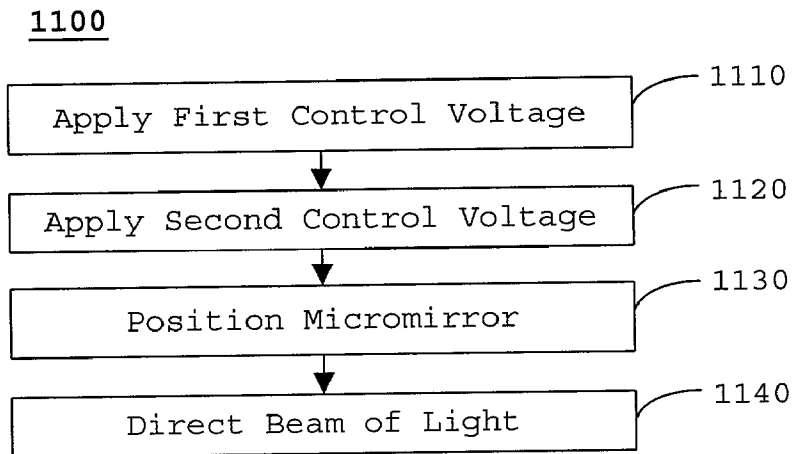 1100
1110
Apply First Control Voltage
1120
Apply Second Control Voltage
1130
Position Micromirror
1140
Direct Beam of Light